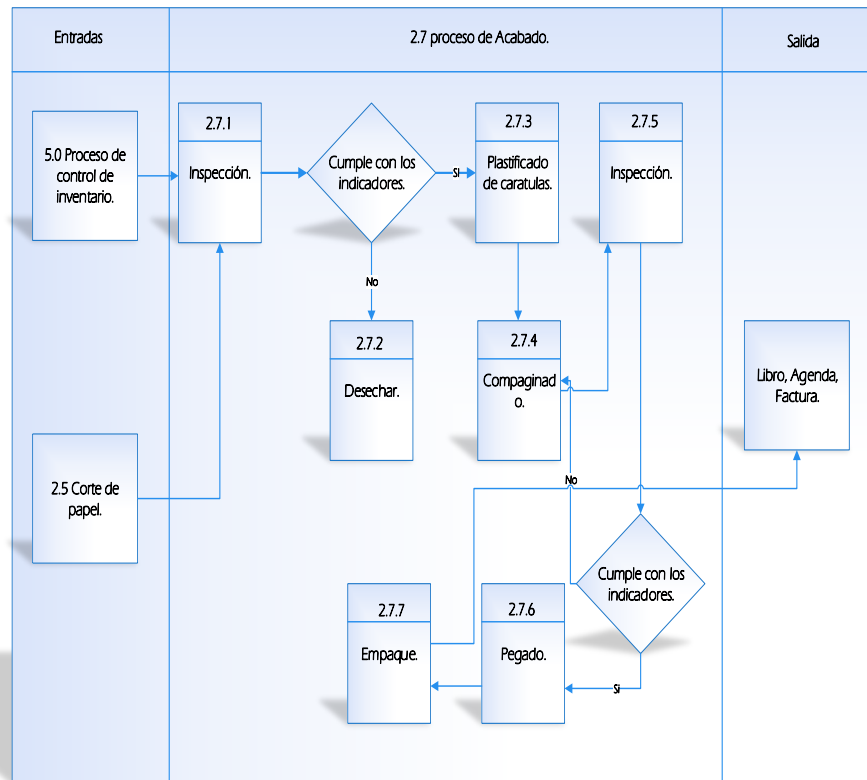 Entradas
2.7 proceso de Acabado.
Salida
5.0 Proceso de
control de
inventario.
2.7.1
Inspección.
Cumple con los
indicadores.
Si
2.7.3
Plastificado
de caratulas.
2.7.5
Inspección.
No
2.7.2
Desechar.
2.7.4
Compaginad
o.
Libro, Agenda,
Factura.
2.5 Corte de
papel.
No
Cumple con los
indicadores.
2.7.7
Empaque.
2.7.6
Pegado.
Si